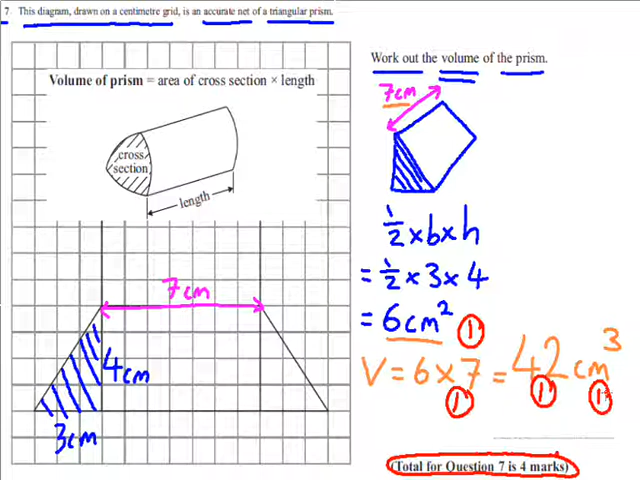 7 This diagram, drawn on a centimetre grid, is an accurate net of a triangular prism.
Volume of prism = area of cross section × length
cross
section
length
7cm
4cm
3cm
Work out the volume of the prism.
7cm
½ × b × h
= ½ × 3 × 4
= 6cm² 1
V = 6 × 7 = 42 cm³
1 1 1
(Total for Question 7 is 4 marks)